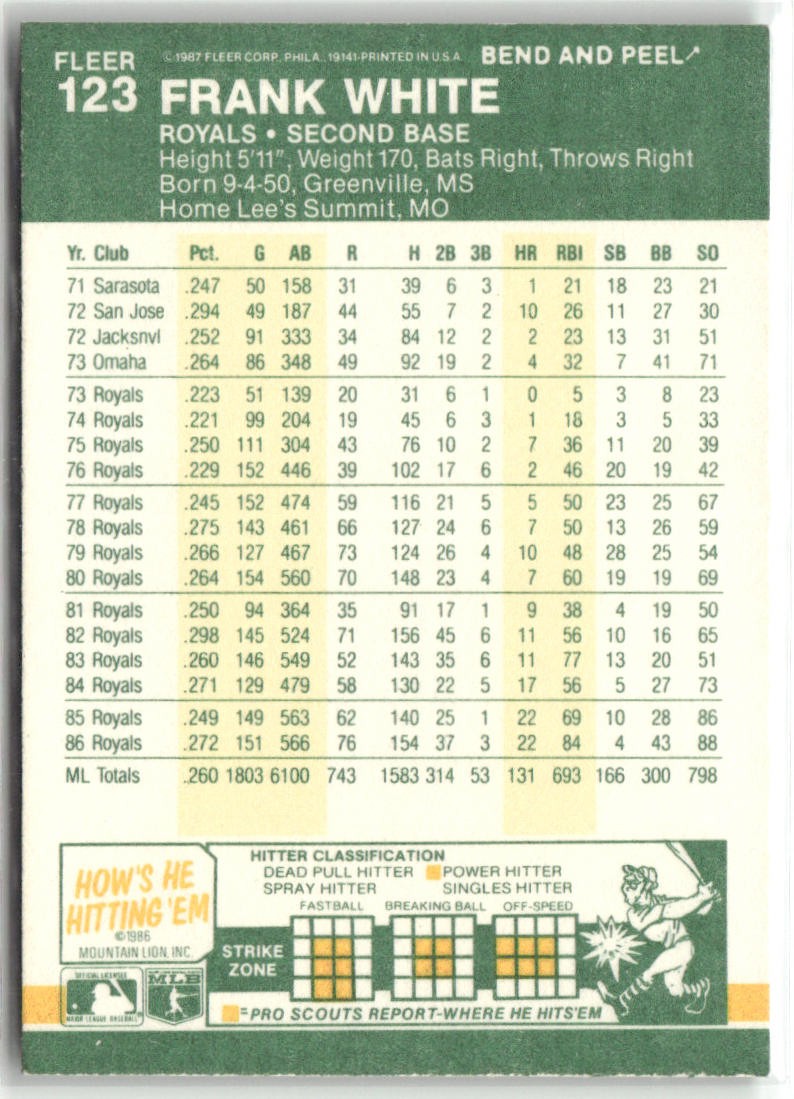 FLEER ©1987 FLEER CORP., PHILA., 19141-PRINTED IN U.S.A. BEND AND PEEL
123 FRANK WHITE
ROYALS • SECOND BASE
Height 5'11", Weight 170, Bats Right, Throws Right
Born 9-4-50, Greenville, MS
Home Lee's Summit, MO
Yr. Club Pct. G AB R H 2B 3B HR RBI SB BB SO
71 Sarasota .247 50 158 31 39 6 3 1 21 18 23 21
72 San Jose .294 49 187 44 55 7 2 10 26 11 27 30
72 Jacksnvl .252 91 333 34 84 12 2 2 23 13 31 51
73 Omaha .264 86 348 49 92 19 2 4 32 7 41 71
73 Royals .223 51 139 20 31 6 1 0 5 3 8 23
74 Royals .221 99 204 19 45 6 3 1 18 3 5 33
75 Royals .250 111 304 43 76 10 2 7 36 11 20 39
76 Royals .229 152 446 39 102 17 6 2 46 20 19 42
77 Royals .245 152 474 59 116 21 5 5 50 23 25 67
78 Royals .275 143 461 66 127 24 6 7 50 13 26 59
79 Royals .266 127 467 73 124 26 4 10 48 28 25 54
80 Royals .264 154 560 70 148 23 4 7 60 19 19 69
81 Royals .250 94 364 35 91 17 1 9 38 4 19 50
82 Royals .298 145 524 71 156 45 6 11 56 10 16 65
83 Royals .260 146 549 52 143 35 6 11 77 13 20 51
84 Royals .271 129 479 58 130 22 5 17 56 5 27 73
85 Royals .249 149 563 62 140 25 1 22 69 10 28 86
86 Royals .272 151 566 76 154 37 3 22 84 4 43 88
ML Totals .260 1803 6100 743 1583 314 53 131 693 166 300 798
HOW'S HE
HITTING 'EM
©1986
MOUNTAIN LION, INC.
HITTER CLASSIFICATION
DEAD PULL HITTER POWER HITTER
SPRAY HITTER SINGLES HITTER
FASTBALL BREAKING BALL OFF-SPEED
STRIKE
ZONE
=PRO SCOUTS REPORT-WHERE HE HITS'EM
OFFICIAL LICENSEE
MAJOR LEAGUE BASEBALL
MLB